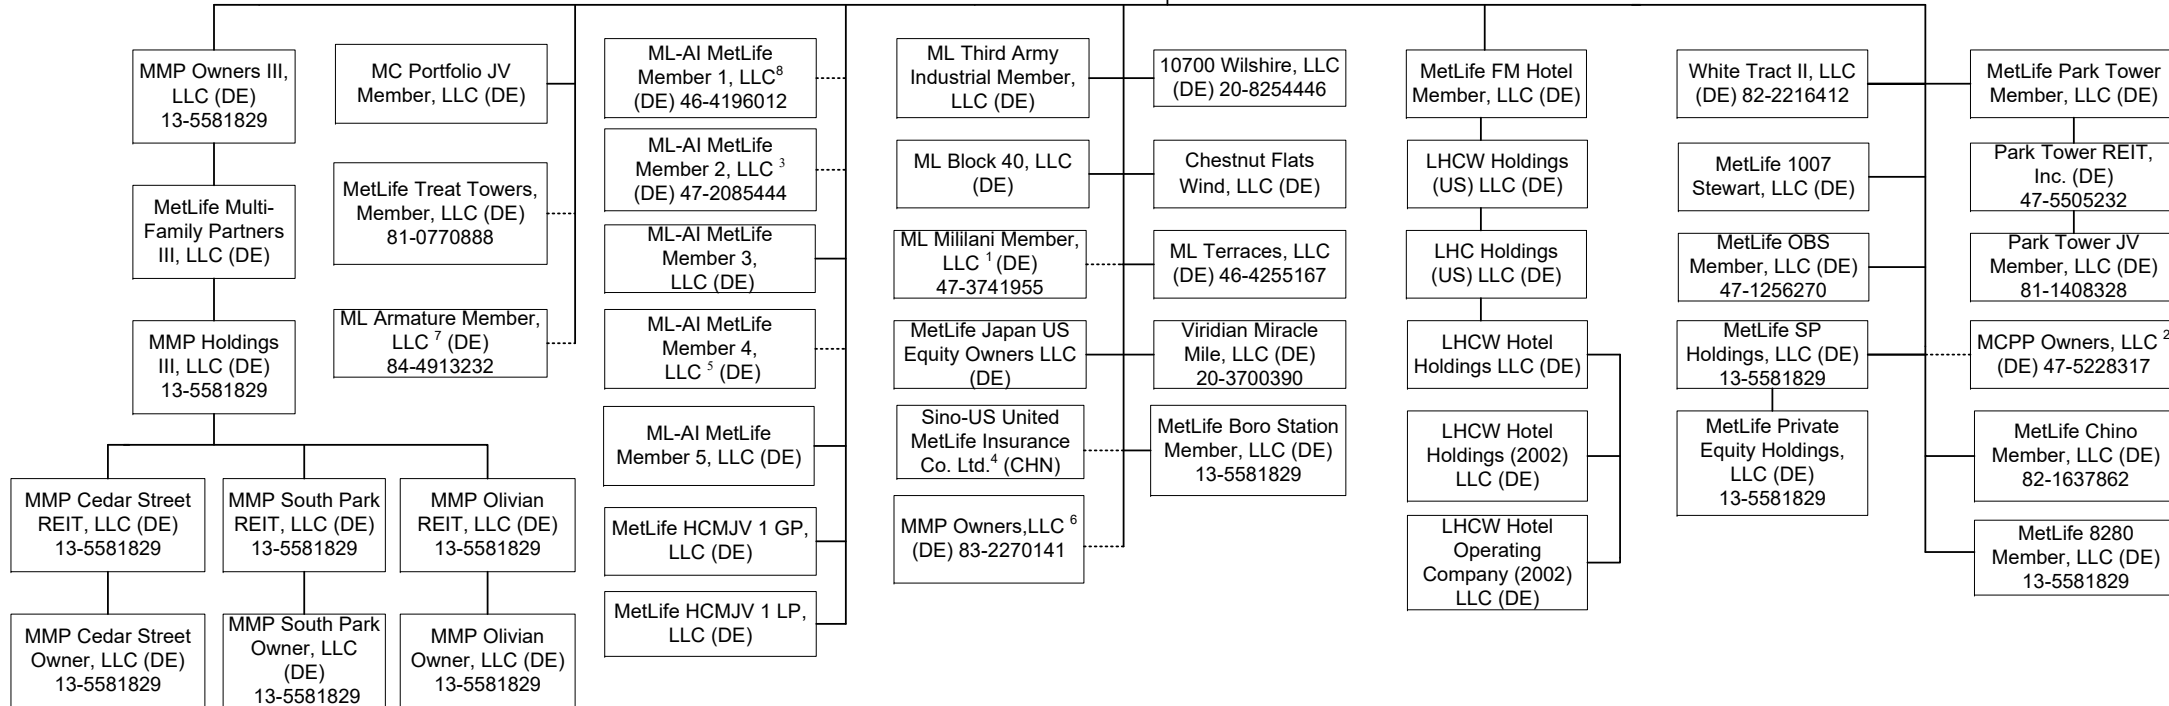 MMP Owners III,
LLC (DE)
13-5581829
MetLife Multi-
Family Partners
III, LLC (DE)
MMP Holdings
III, LLC (DE)
13-5581829
MMP Cedar Street
REIT, LLC (DE)
13-5581829
MMP South Park
REIT, LLC (DE)
13-5581829
MMP Olivian
REIT, LLC (DE)
13-5581829
MMP Cedar Street
Owner, LLC (DE)
13-5581829
MMP South Park
Owner, LLC
(DE)
13-5581829
MMP Olivian
Owner, LLC (DE)
13-5581829
MC Portfolio JV
Member, LLC (DE)
MetLife Treat Towers,
Member, LLC (DE)
81-0770888
ML Armature Member,
LLC 7 (DE)
84-4913232
ML-AI MetLife
Member 1, LLC8
(DE) 46-4196012
ML-AI MetLife
Member 2, LLC 3
(DE) 47-2085444
ML-AI MetLife
Member 3,
LLC (DE)
ML-AI MetLife
Member 4,
LLC 5 (DE)
ML-AI MetLife
Member 5, LLC (DE)
MetLife HCMJV 1 GP,
LLC (DE)
MetLife HCMJV 1 LP,
LLC (DE)
ML Third Army
Industrial Member,
LLC (DE)
ML Block 40, LLC
(DE)
ML Mililani Member,
LLC 1 (DE)
47-3741955
MetLife Japan US
Equity Owners LLC
(DE)
Sino-US United
MetLife Insurance
Co. Ltd.4 (CHN)
MMP Owners,LLC 6
(DE) 83-2270141
10700 Wilshire, LLC
(DE) 20-8254446
Chestnut Flats
Wind, LLC (DE)
ML Terraces, LLC
(DE) 46-4255167
Viridian Miracle
Mile, LLC (DE)
20-3700390
MetLife Boro Station
Member, LLC (DE)
13-5581829
MetLife FM Hotel
Member, LLC (DE)
LHCW Holdings
(US) LLC (DE)
LHC Holdings
(US) LLC (DE)
LHCW Hotel
Holdings LLC (DE)
LHCW Hotel
Holdings (2002)
LLC (DE)
LHCW Hotel
Operating
Company (2002)
LLC (DE)
White Tract II, LLC
(DE) 82-2216412
MetLife 1007
Stewart, LLC (DE)
MetLife OBS
Member, LLC (DE)
47-1256270
MetLife SP
Holdings, LLC (DE)
13-5581829
MetLife Private
Equity Holdings,
LLC (DE)
13-5581829
MetLife Park Tower
Member, LLC (DE)
Park Tower REIT,
Inc. (DE)
47-5505232
Park Tower JV
Member, LLC (DE)
81-1408328
MCPP Owners, LLC 2
(DE) 47-5228317
MetLife Chino
Member, LLC (DE)
82-1637862
MetLife 8280
Member, LLC (DE)
13-5581829